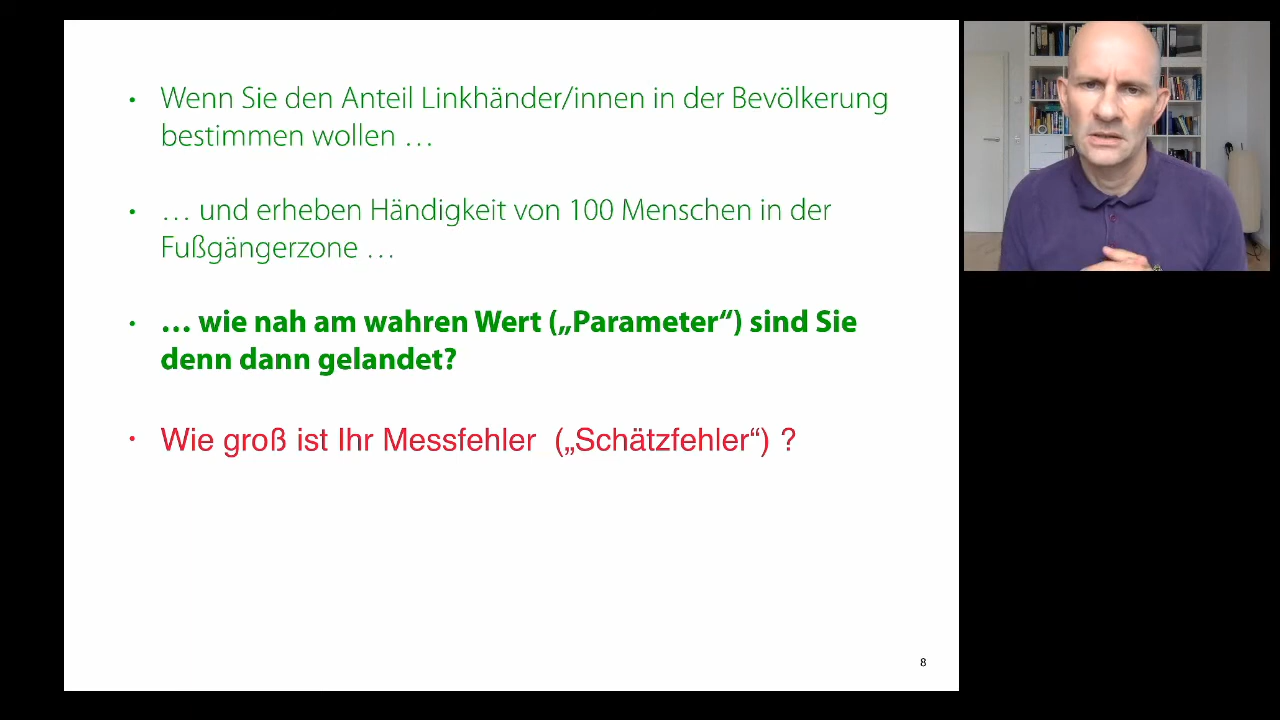 • Wenn Sie den Anteil Linkhänder/innen in der Bevölkerung
bestimmen wollen …
• … und erheben Händigkeit von 100 Menschen in der
Fußgängerzone …
• … wie nah am wahren Wert („Parameter“) sind Sie
denn dann gelandet?
• Wie groß ist Ihr Messfehler („Schätzfehler“) ?
8